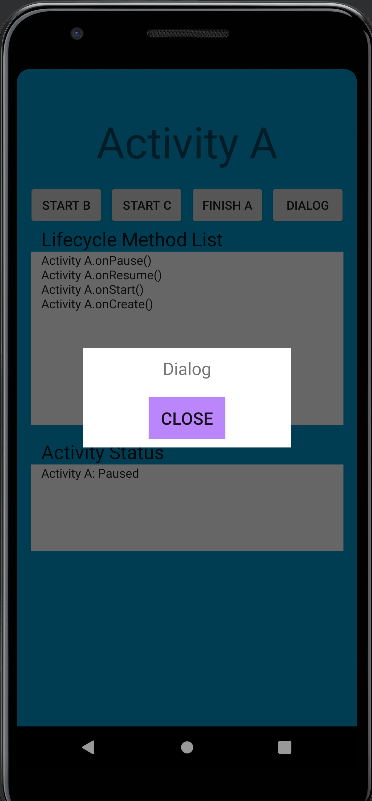 Activity A
START B
START C
FINISH A
DIALOG
Lifecycle Method List
Activity A.onPause()
Activity A.onResume()
Activity A.onStart()
Activity A.onCreate()
Dialog
CLOSE
Activity Status
Activity A: Paused